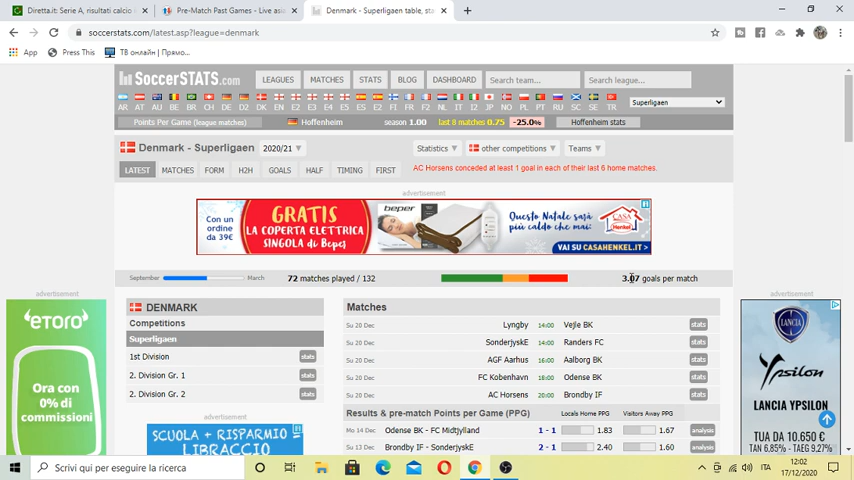 Diretta.it: Serie A, risultati calcio
Pre-Match Past Games - Live asi
Denmark - Superligaen table, sta
soccerstats.com/latest.asp?league=denmark
App
Press This
ТВ онлайн | Прямо...
SOCCERSTATS.com
LEAGUES
MATCHES
STATS
BLOG
DASHBOARD
Search team...
Search league...
AR AT AU BE BR CH DE D2 DK EN E2 E3 E4 E5 ES E2 FI FR F2 NL IT I2 JP NO PL PT RU SC SE TR
Superligaen
Points Per Game (league matches)
Hoffenheim
season 1.00
last 8 matches 0.75
-25.0%
Hoffenheim stats
Denmark - Superligaen
2020/21
Statistics
other competitions
Teams
AC Horsens conceded at least 1 goal in each of their last 6 home matches.
LATEST
MATCHES
FORM
H2H
GOALS
HALF
TIMING
FIRST
advertisement
Con un
ordine
da 39€
GRATIS
LA COPERTA ELETTRICA
SINGOLA di Beper
beper
Questo Natale sarà
più caldo che mai:
CASA
Henkel
VAI SU CASAHENKEL.IT
September
March
72 matches played / 132
3.07 goals per match
advertisement
eToro
Ora con
0% di
commissioni
DENMARK
Competitions
Superligaen
1st Division stats
2. Division Gr. 1 stats
2. Division Gr. 2 stats
advertisement
SCUOLA + RISPARMIO
LIBRACCIO
Matches
Su 20 Dec Lyngby 14:00 Vejle BK stats
Su 20 Dec SonderjyskE 14:00 Randers FC stats
Su 20 Dec AGF Aarhus 16:00 Aalborg BK stats
Su 20 Dec FC Kobenhavn 18:00 Odense BK stats
Su 20 Dec AC Horsens 20:00 Brondby IF stats
Results & pre-match Points per Game (PPG) Locals Home PPG Visitors Away PPG
Mo 14 Dec Odense BK - FC Midtjylland 1 - 1 1.83 1.67 analysis
Su 13 Dec Brondby IF - SonderjyskE 2 - 1 2.40 1.60 analysis
advertisement
LANCIA
Ypsilon
LANCIA YPSILON
TUA DA 10.650 €
TAN 6,85% - TAEG 9,27%
Scrivi qui per eseguire la ricerca
ITA
12:02
17/12/2020